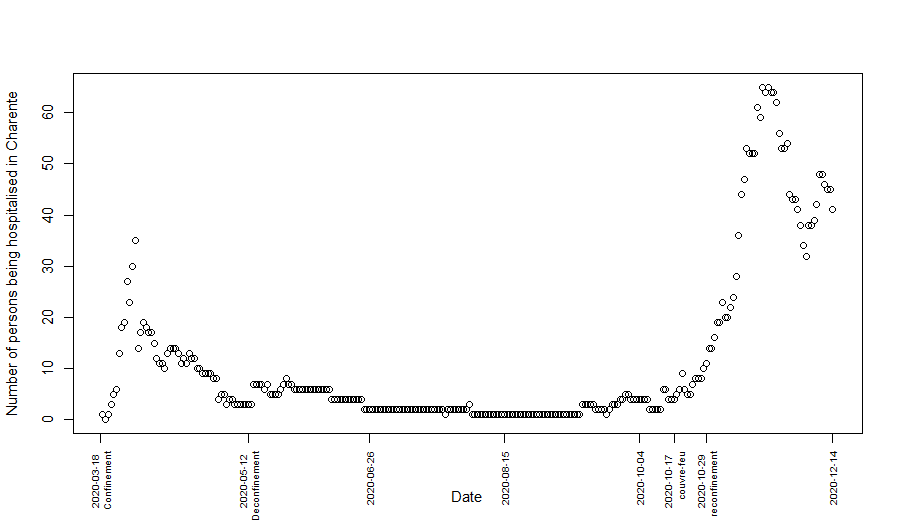 Number of persons being hospitalised in Charente
60
50
40
30
20
10
0
2020-03-18
Confinement
2020-05-12
Deconfinement
2020-06-26
2020-08-15
2020-10-04
2020-10-17
couvre-feu
2020-10-29
reconfinement
2020-12-14
Date